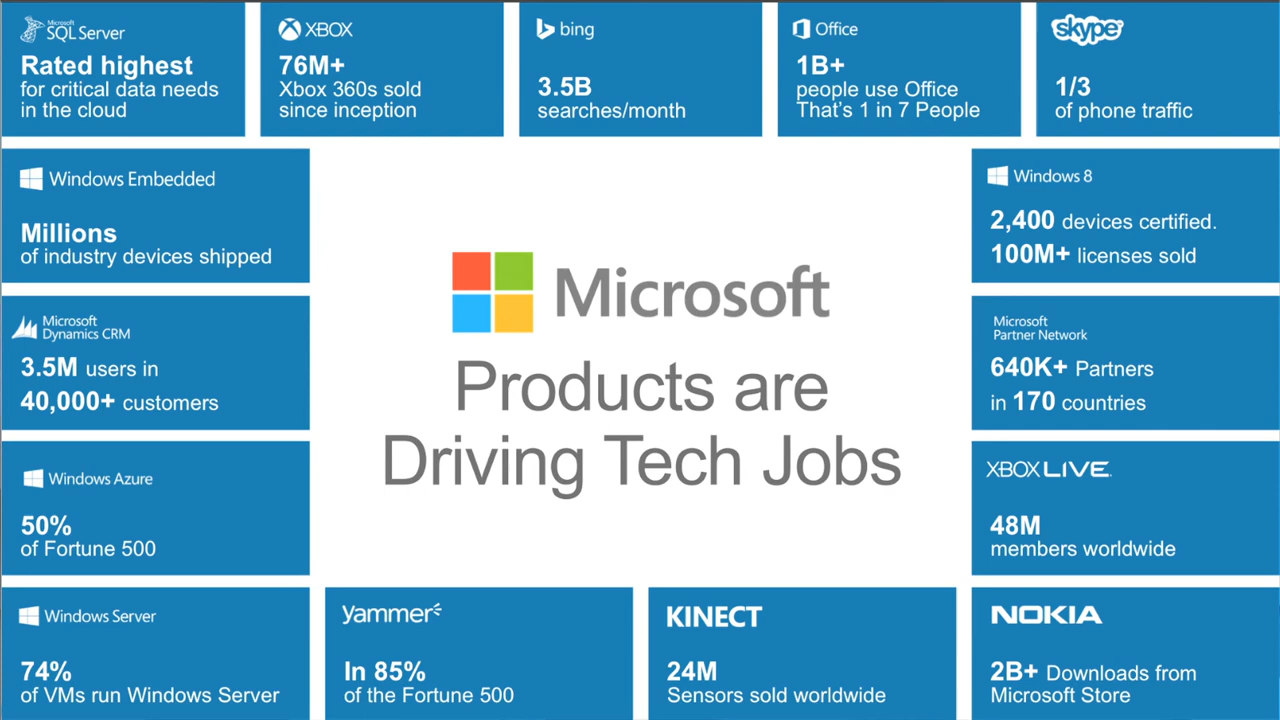 Microsoft
SQL Server
Rated highest
for critical data needs
in the cloud
XBOX
76M+
Xbox 360s sold
since inception
bing
3.5B
searches/month
Office
1B+
people use Office
That's 1 in 7 People
skype
1/3
of phone traffic
Windows Embedded
Millions
of industry devices shipped
Windows 8
2,400 devices certified.
100M+ licenses sold
Microsoft
Products are
Driving Tech Jobs
Microsoft
Dynamics CRM
3.5M users in
40,000+ customers
Microsoft
Partner Network
640K+ Partners
in 170 countries
Windows Azure
50%
of Fortune 500
XBOX LIVE
48M
members worldwide
Windows Server
74%
of VMs run Windows Server
yammer
In 85%
of the Fortune 500
KINECT
24M
Sensors sold worldwide
NOKIA
2B+ Downloads from
Microsoft Store